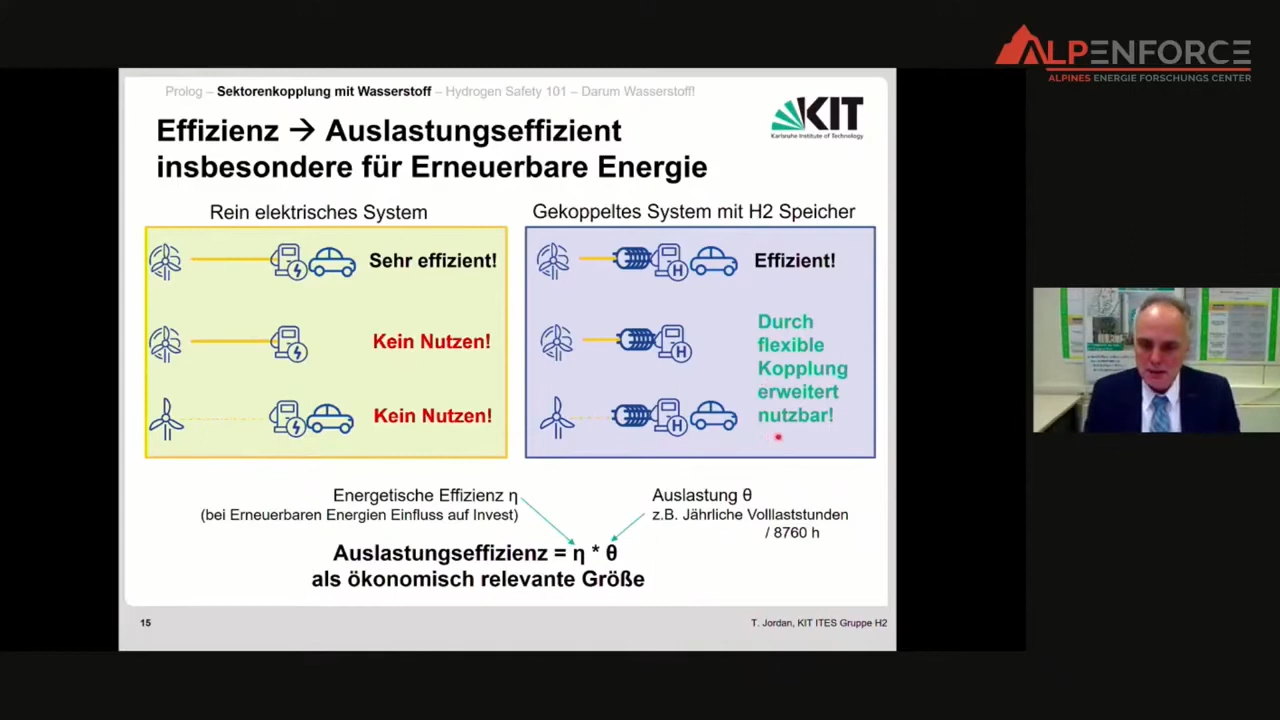 ALPENFORCE
ALPINES ENERGIE FORSCHUNGS CENTER
Prolog – Sektorenkopplung mit Wasserstoff – Hydrogen Safety 101 – Darum Wasserstoff!
KIT
Karlsruhe Institute of Technology
Effizienz → Auslastungseffizient
insbesondere für Erneuerbare Energie
Rein elektrisches System
Sehr effizient!
Kein Nutzen!
Kein Nutzen!
Gekoppeltes System mit H2 Speicher
H
Effizient!
H
H
Durch
flexible
Kopplung
erweitert
nutzbar!
Energetische Effizienz η
(bei Erneuerbaren Energien Einfluss auf Invest)
Auslastung θ
z.B. Jährliche Volllaststunden
/ 8760 h
Auslastungseffizienz = η * θ
als ökonomisch relevante Größe
15
T. Jordan, KIT ITES Gruppe H2